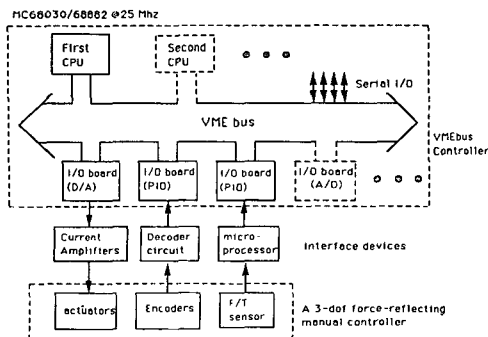 MC68030/68882 @25 Mhz
First
CPU
Second
CPU
Serial I/O
VME bus
VMEbus
Controller
I/O board
(D/A)
I/O board
(PIO)
I/O board
(PIO)
I/O board
(A/D)
Current
Amplifiers
Decoder
circuit
micro-
processor
Interface devices
actuators
Encoders
F/T
sensor
A 3-dof force-reflecting
manual controller